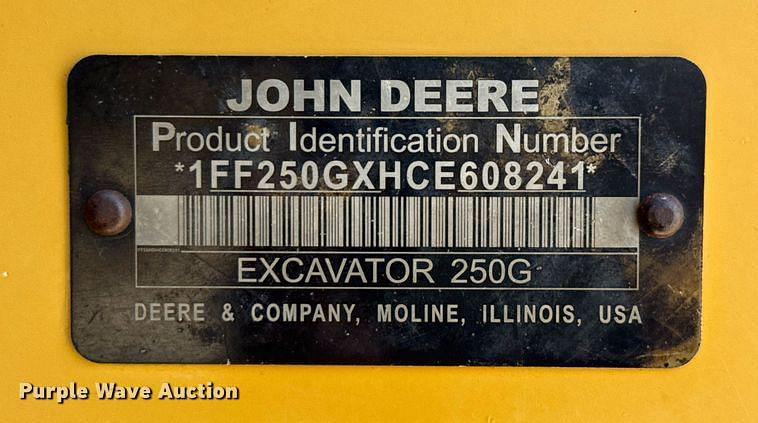 JOHN DEERE
Product Identification Number
*1FF250GXHCE608241*
EXCAVATOR 250G
DEERE & COMPANY, MOLINE, ILLINOIS, USA
Purple Wave Auction